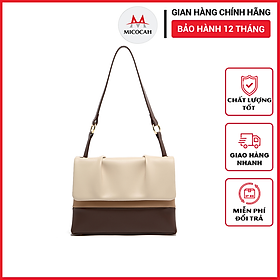 MICOCAH
GIAN HÀNG CHÍNH HÃNG
BẢO HÀNH 12 THÁNG
CHẤT LƯỢNG
TỐT
GIAO HÀNG
NHANH
MIỄN PHÍ
ĐỔI TRẢ